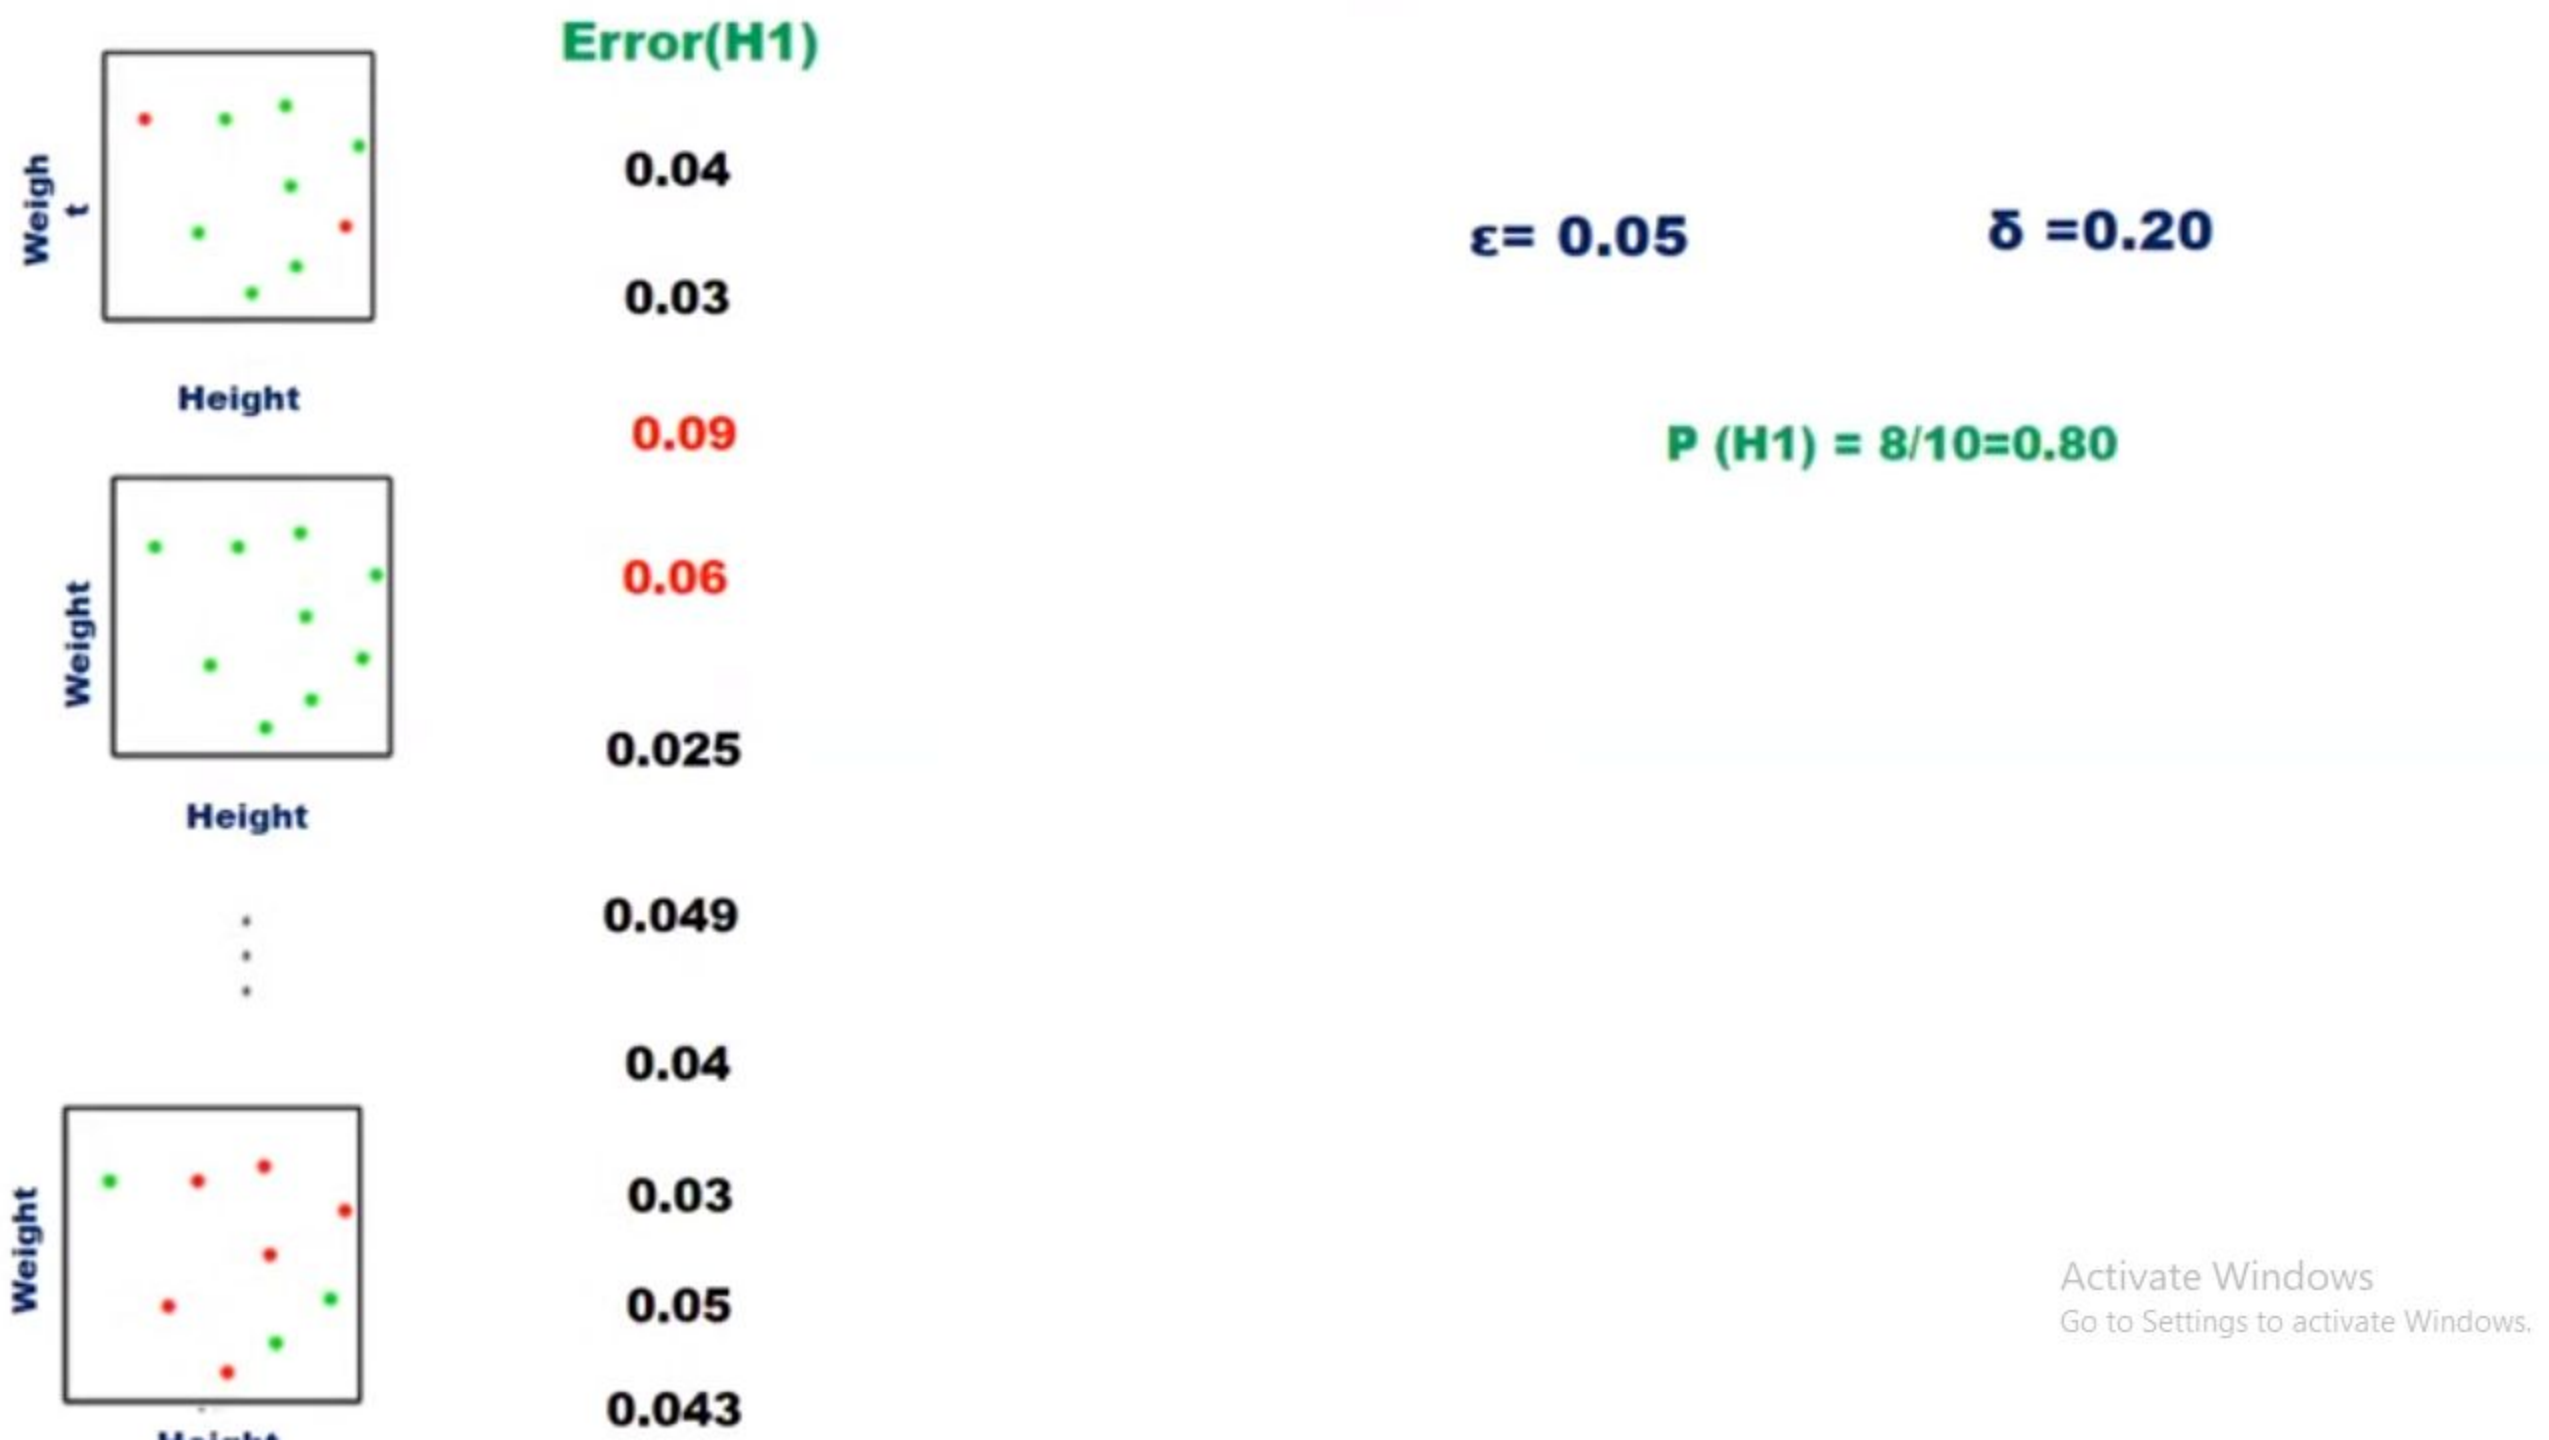 Error(H1)
Weigh
t
Height
0.04
0.03
ε= 0.05
δ =0.20
0.09
P (H1) = 8/10=0.80
0.06
Weight
Height
0.025
0.049
0.04
Weight
Height
0.03
0.05
0.043
Activate Windows
Go to Settings to activate Windows.